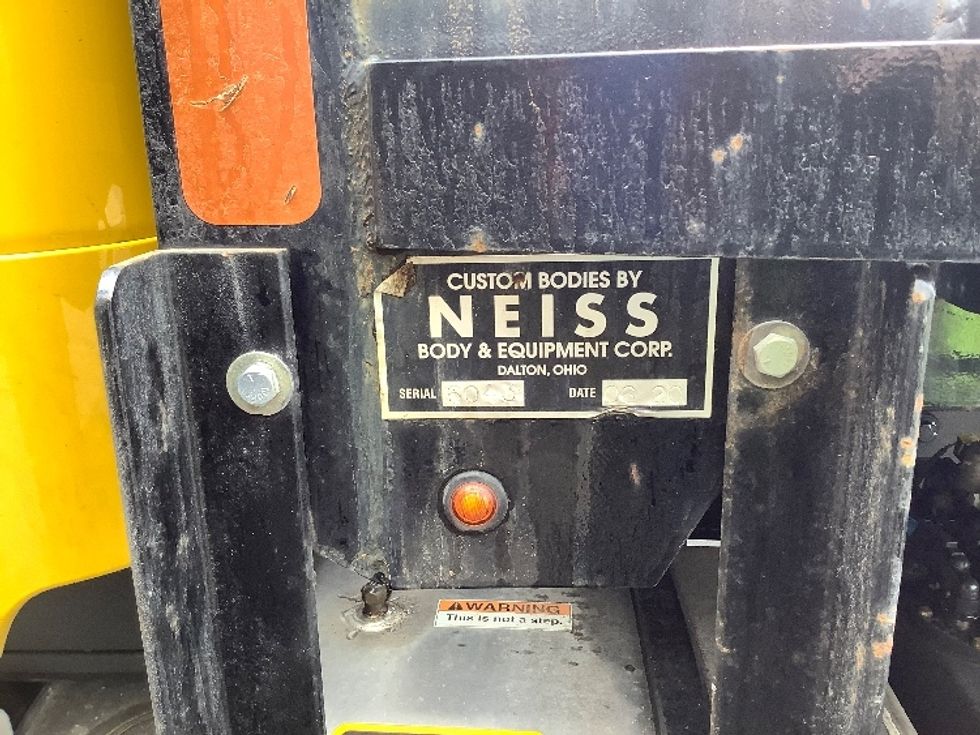 CUSTOM BODIES BY
NEISS
BODY & EQUIPMENT CORP.
DALTON, OHIO
SERIAL DATE
WARNING
This is not a step.